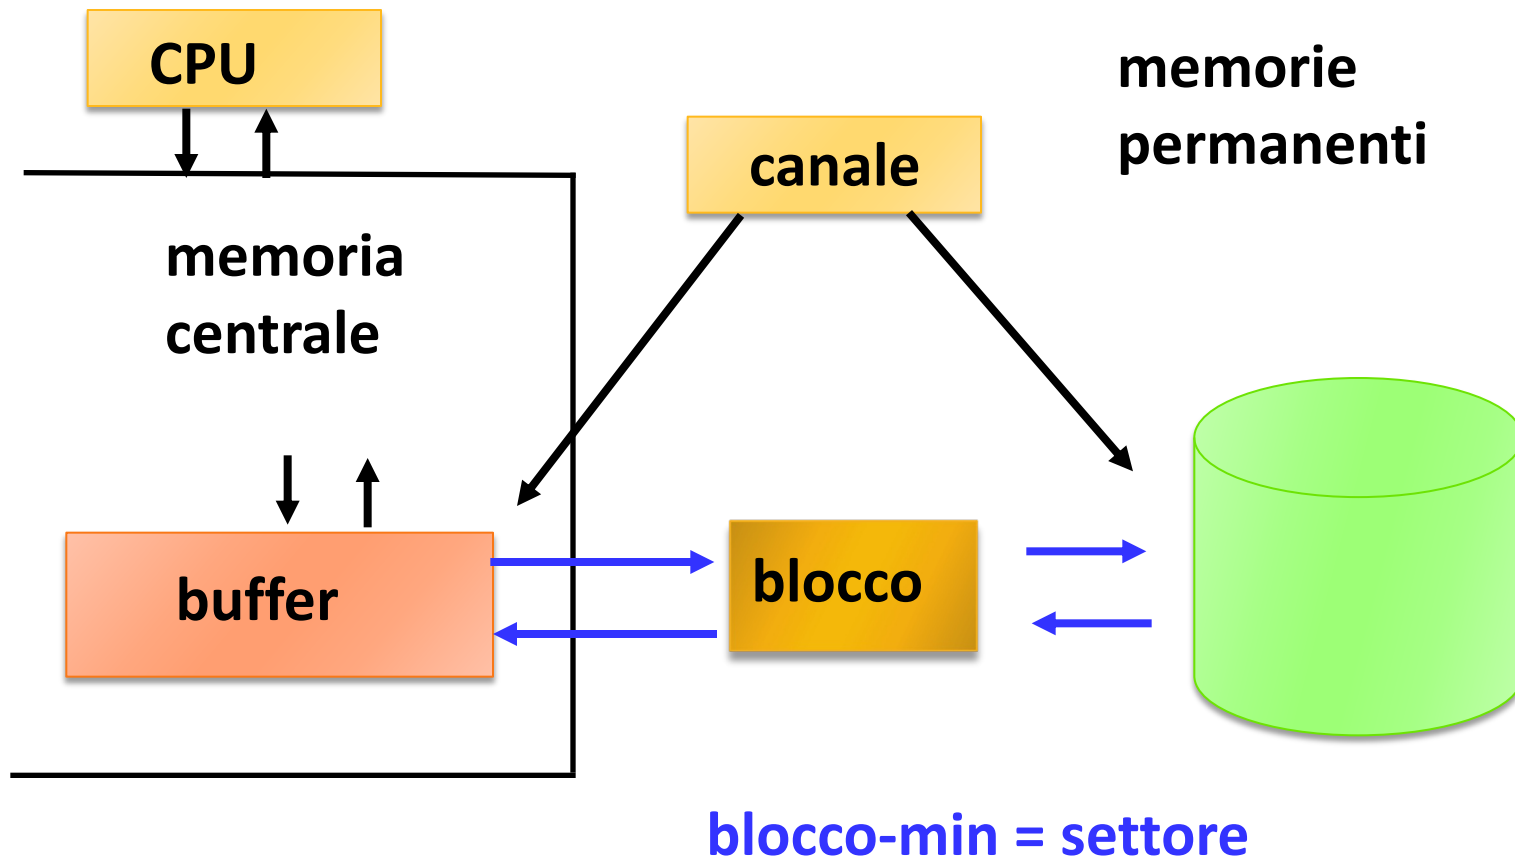 CPU
memorie
permanenti
canale
memoria
centrale
buffer
blocco
blocco-min = settore